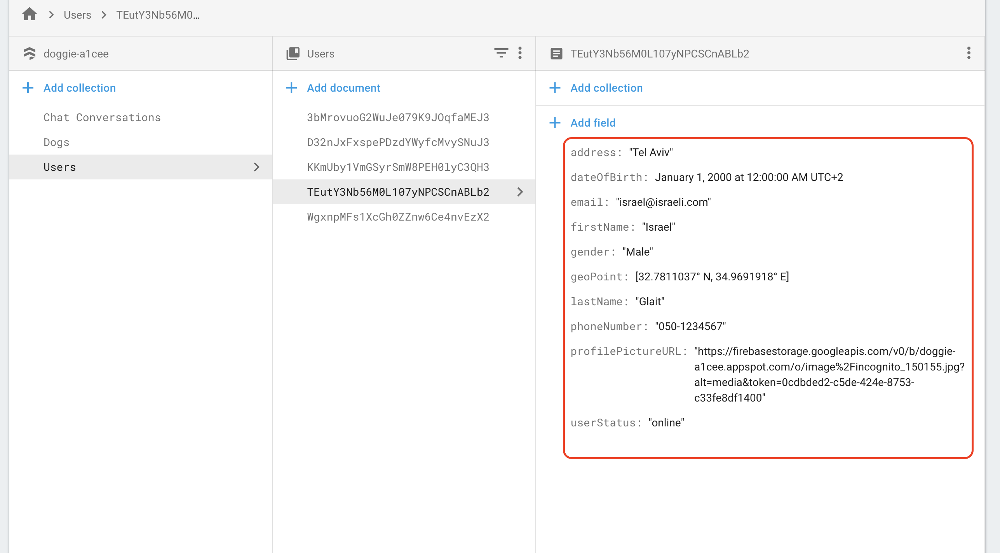 Users
TEutY3Nb56M0...
doggie-a1cee
Add collection
Chat Conversations
Dogs
Users
Users
Add document
3bMrovuoG2WuJe079K9JOqfaMEJ3
D32nJxFxspePDzdYWyfcMvySNuJ3
KKmUby1VmGSyrSmW8PEH0lyC3QH3
TEutY3Nb56M0L107yNPCSCnABLb2
WgxnpMFs1XcGh0ZZnw6Ce4nvEzX2
TEutY3Nb56M0L107yNPCSCnABLb2
Add collection
Add field
address: "Tel Aviv"
dateOfBirth: January 1, 2000 at 12:00:00 AM UTC+2
email: "israel@israeli.com"
firstName: "Israel"
gender: "Male"
geoPoint: [32.7811037° N, 34.9691918° E]
lastName: "Glait"
phoneNumber: "050-1234567"
profilePictureURL: "https://firebasestorage.googleapis.com/v0/b/doggie-
a1cee.appspot.com/o/image%2Fincognito_150155.jpg?
alt=media&token=0cdbded2-c5de-424e-8753-
c33fe8df1400"
userStatus: "online"